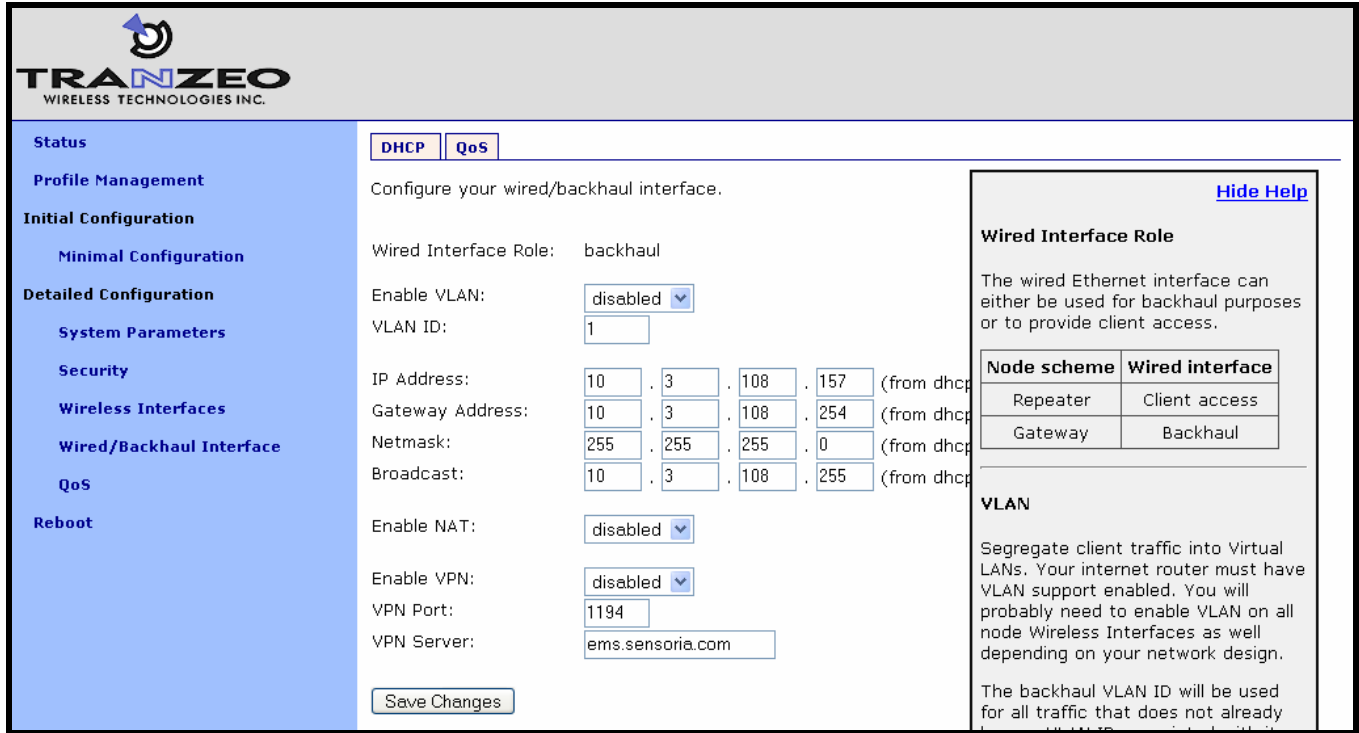 TRANZEO
WIRELESS TECHNOLOGIES INC.
Status
Profile Management
Initial Configuration
Minimal Configuration
Detailed Configuration
System Parameters
Security
Wireless Interfaces
Wired/Backhaul Interface
QoS
Reboot
DHCP QoS
Configure your wired/backhaul interface.
Wired Interface Role: backhaul
Enable VLAN: disabled
VLAN ID: 1
IP Address: 10 . 3 . 108 . 157 (from dhcp
Gateway Address: 10 . 3 . 108 . 254 (from dhcp
Netmask: 255 . 255 . 255 . 0 (from dhcp
Broadcast: 10 . 3 . 108 . 255 (from dhcp
Enable NAT: disabled
Enable VPN: disabled
VPN Port: 1194
VPN Server: ems.sensoria.com
Save Changes
Hide Help
Wired Interface Role
The wired Ethernet interface can
either be used for backhaul purposes
or to provide client access.
Node scheme Wired interface
Repeater Client access
Gateway Backhaul
VLAN
Segregate client traffic into Virtual
LANs. Your internet router must have
VLAN support enabled. You will
probably need to enable VLAN on all
node Wireless Interfaces as well
depending on your network design.
The backhaul VLAN ID will be used
for all traffic that does not already